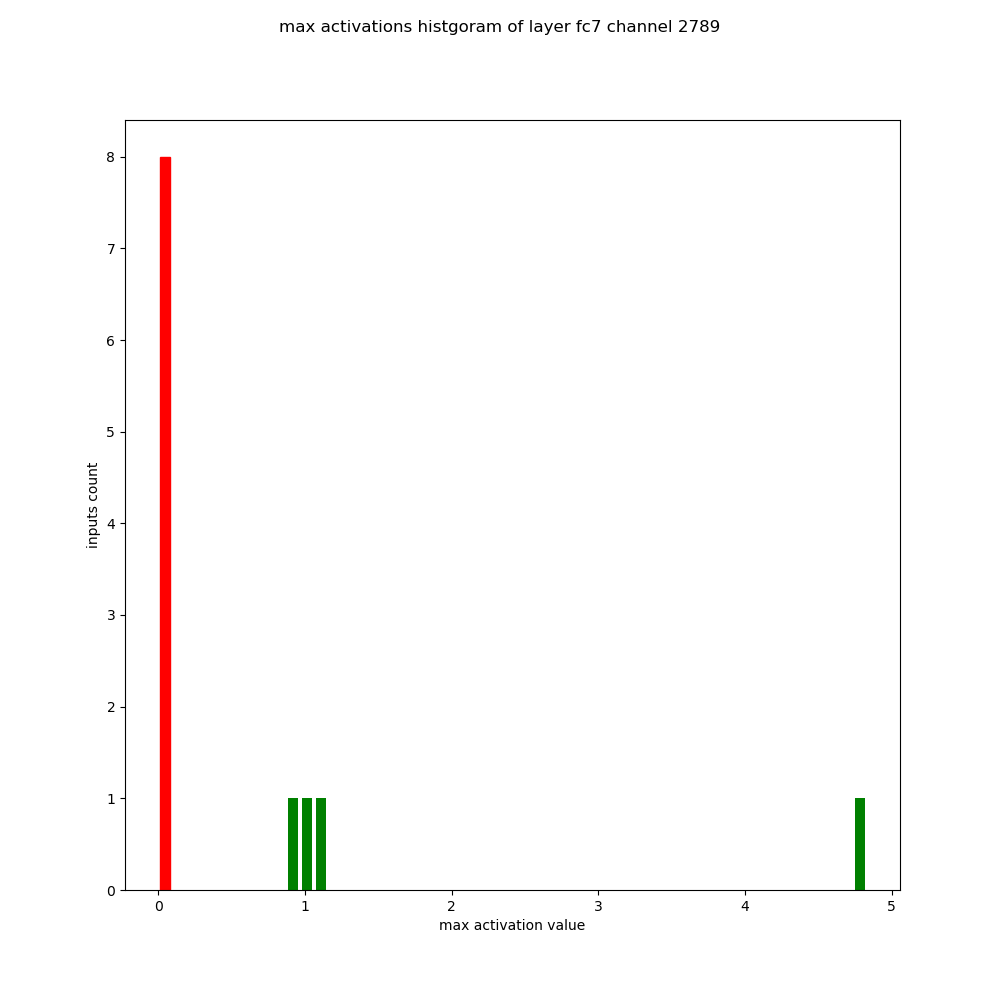 max activations histgoram of layer fc7 channel 2789
8
7
6
5
4
3
2
1
0
inputs count
0 1 2 3 4 5
max activation value